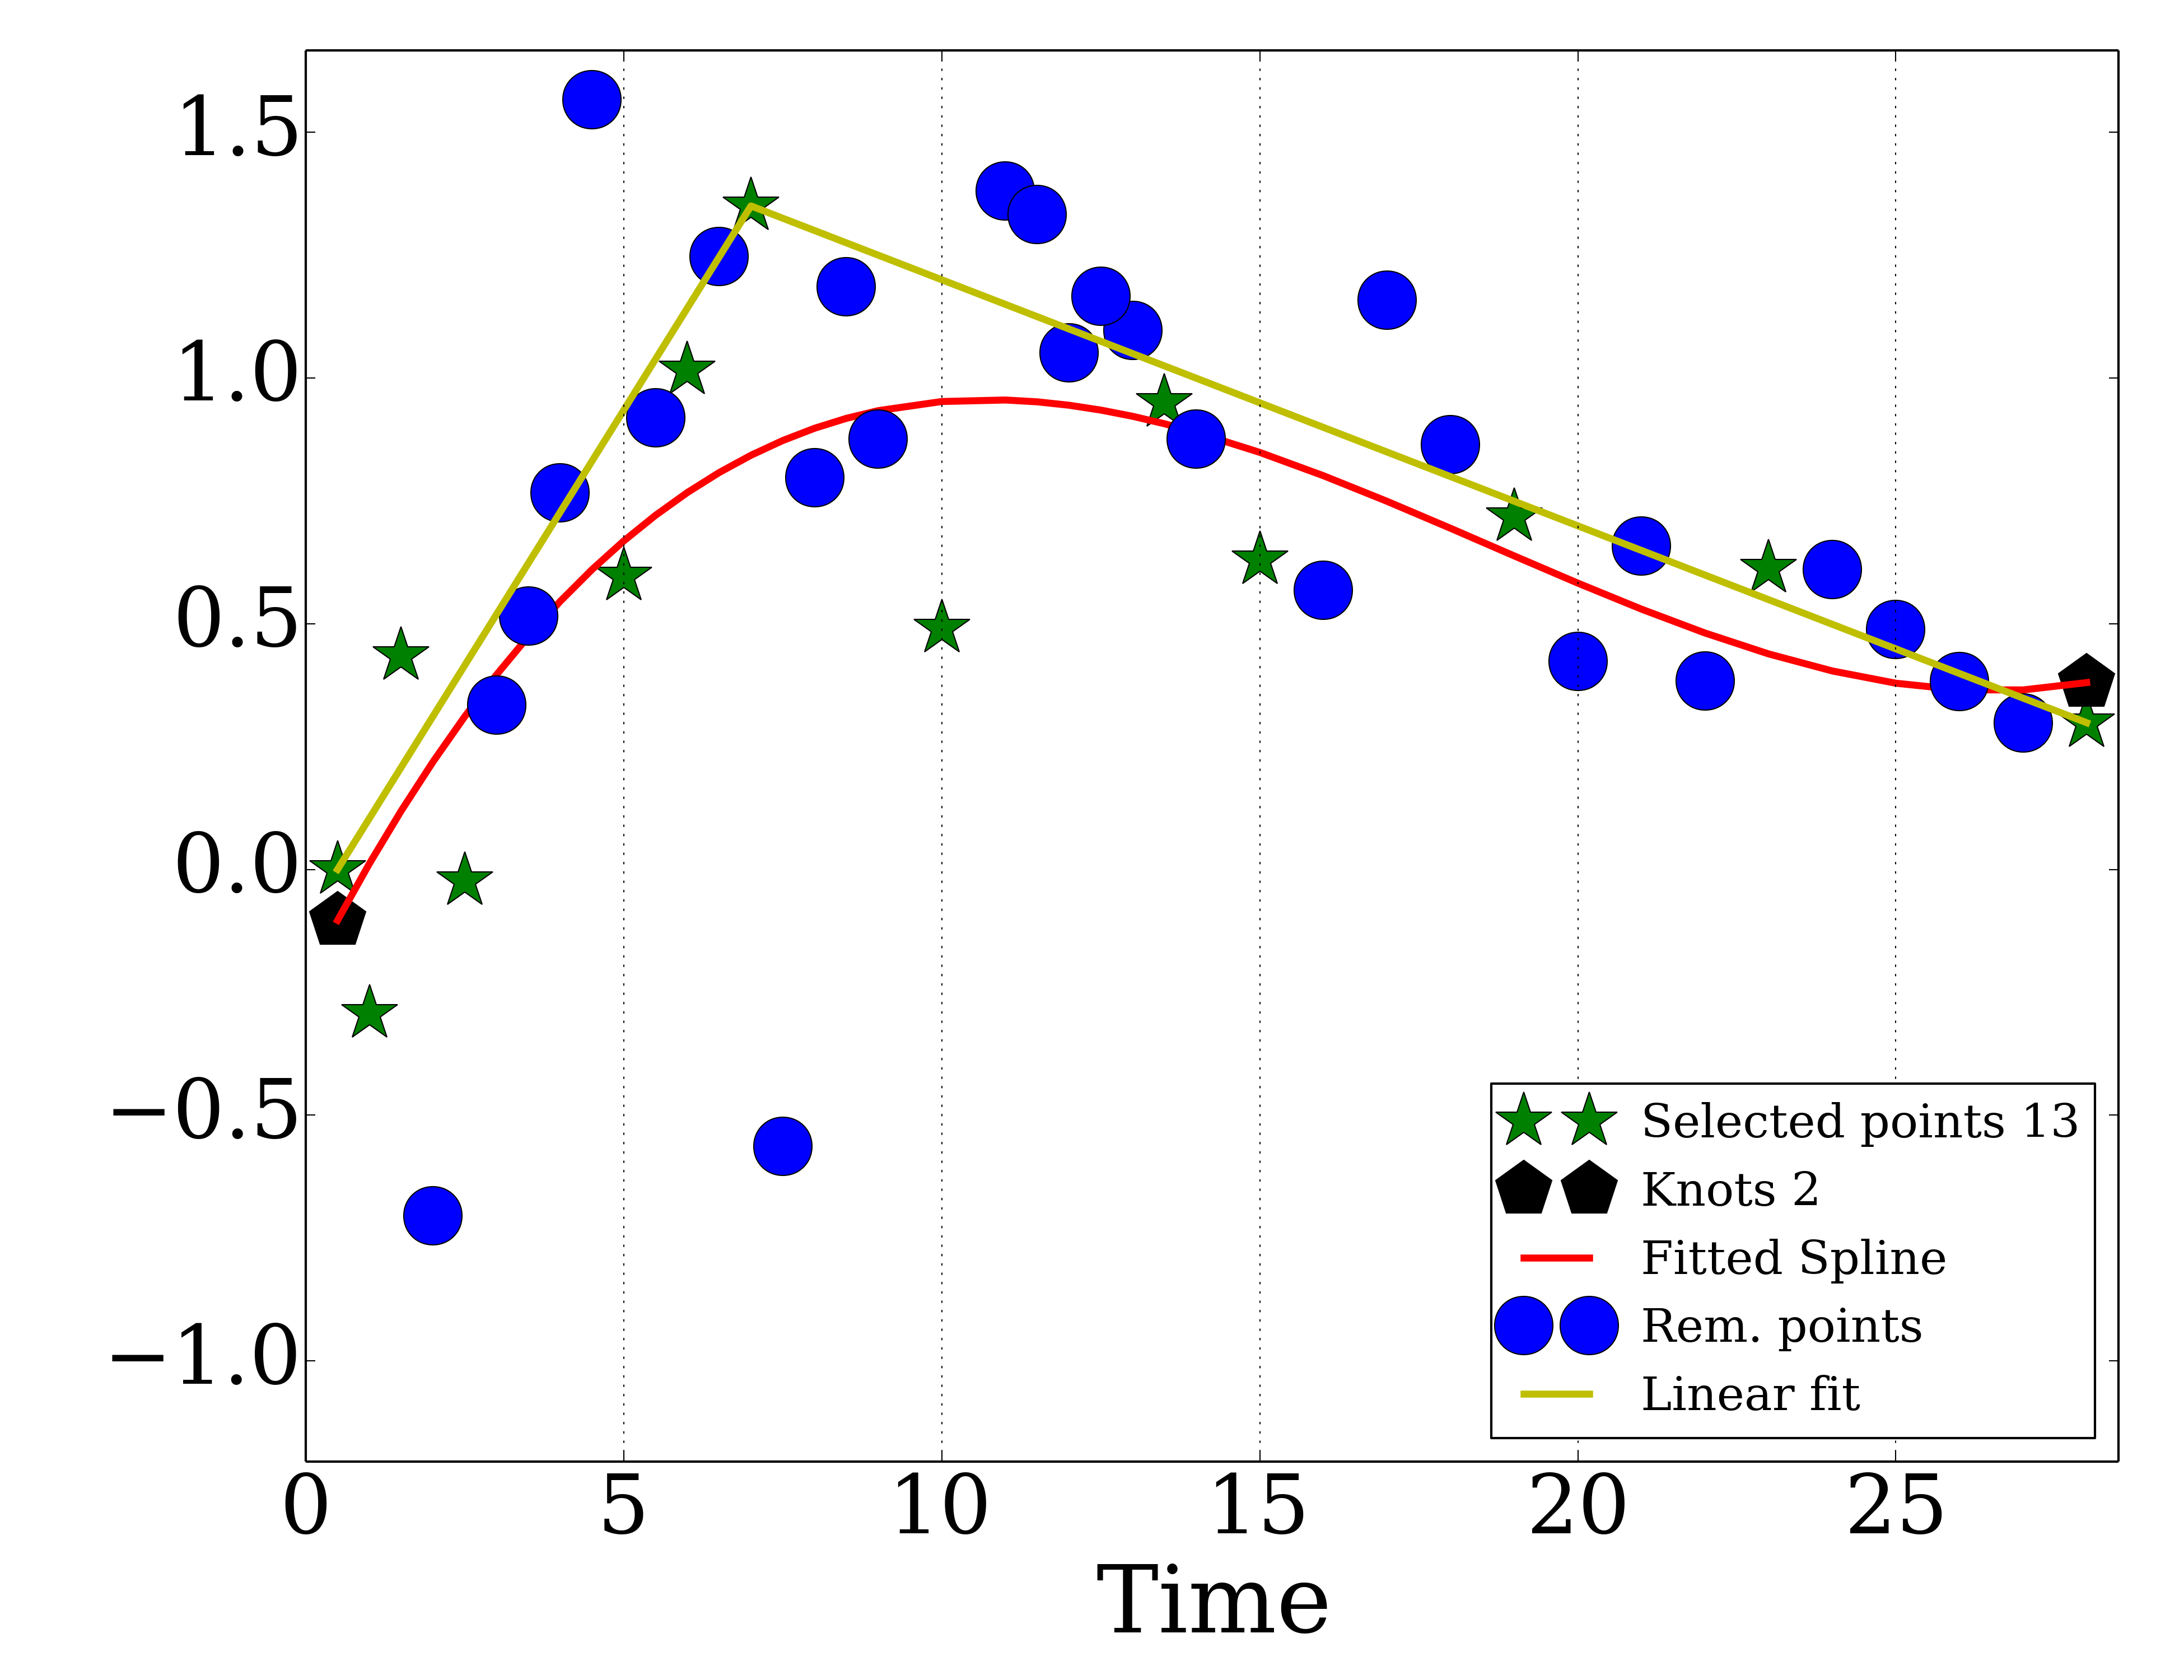 1.5
1.0
0.5
0.0
−0.5
−1.0
0 5 10 15 20 25
Time
Selected points 13
Knots 2
Fitted Spline
Rem. points
Linear fit